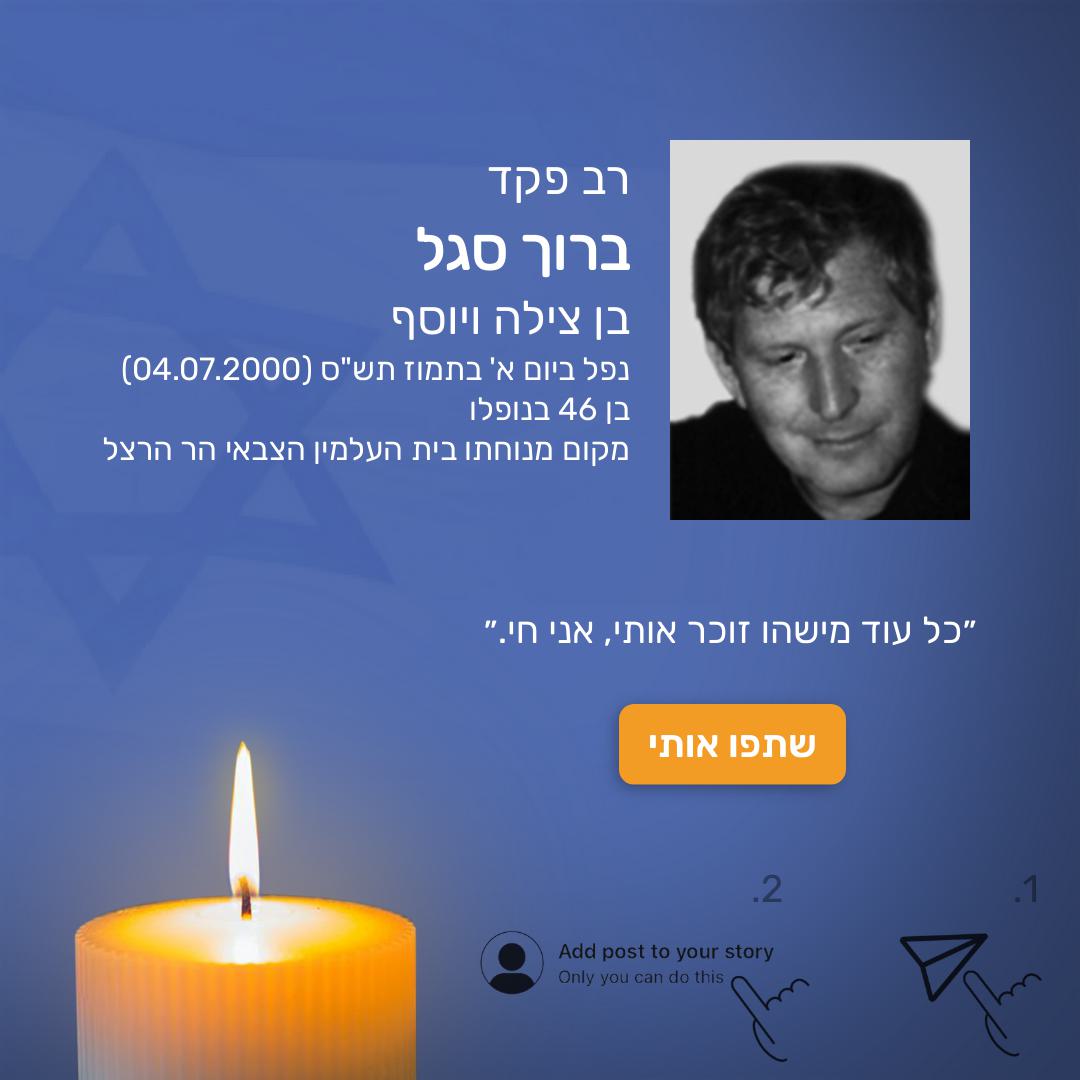 רב פקד
ברוך סגל
בן צילה ויוסף
נפל ביום א' בתמוז תש"ס (04.07.2000)
בן 46 בנופלו
מקום מנוחתו בית העלמין הצבאי הר הרצל
״כל עוד מישהו זוכר אותי, אני חי.״
שתפו אותי
1.
2.
Add post to your story
Only you can do this